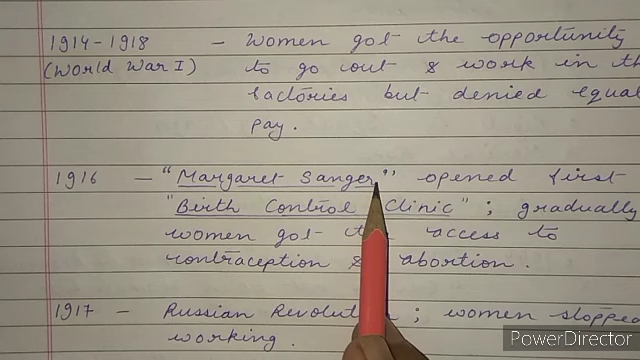 1914-1918 - Women got the opportunity
(World War I) to go out & work in th
factories but denied equal
pay.
1916 - "Margaret Sanger" opened first
"Birth Control Clinic"; gradually
women got the access to
contraception & abortion.
1917 - Russian Revolut ; women stopped
working.
PowerDirector